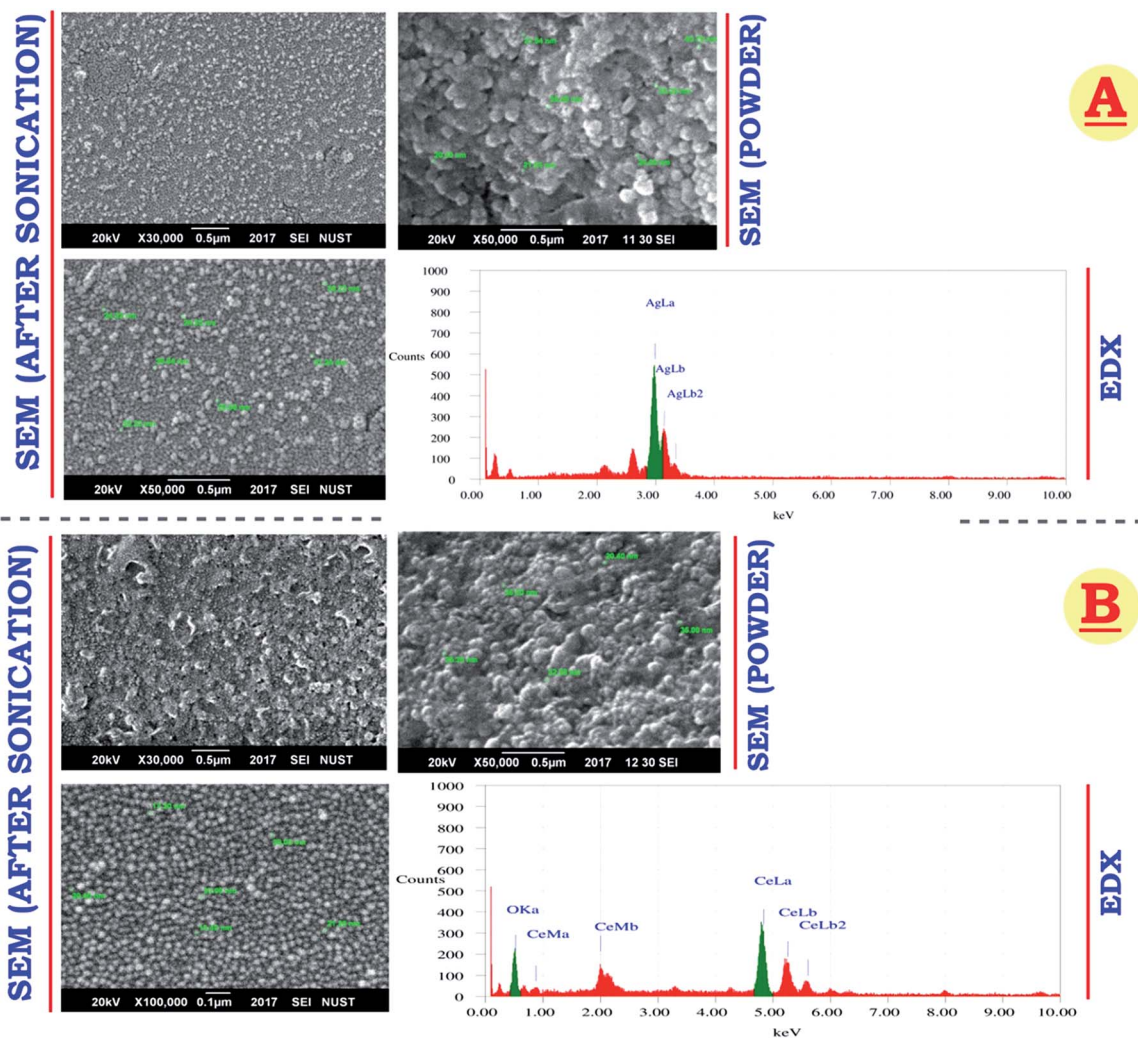 SEM (AFTER SONICATION)
20kV X30,000 0.5µm 2017 SEI NUST
20kV X50,000 0.5µm 2017 11 30 SEI
SEM (POWDER)
A
20kV X50,000 0.5µm 2017 SEI NUST
1000
900
800
700
600
500
400
300
200
100
0
Counts
AgLa
AgLb
AgLb2
0.00 1.00 2.00 3.00 4.00 5.00 6.00 7.00 8.00 9.00 10.00
keV
EDX
SEM (AFTER SONICATION)
20kV X30,000 0.5µm 2017 SEI NUST
30.40 nm
36.00 nm
20kV X50,000 0.5µm 2017 12 30 SEI
SEM (POWDER)
B
20kV X100,000 0.1µm 2017 SEI NUST
1000
900
800
700
600
500
400
300
200
100
0
Counts
OKa
CeMa
CeMb
CeLa
CeLb
CeLb2
0.00 1.00 2.00 3.00 4.00 5.00 6.00 7.00 8.00 9.00 10.00
keV
EDX